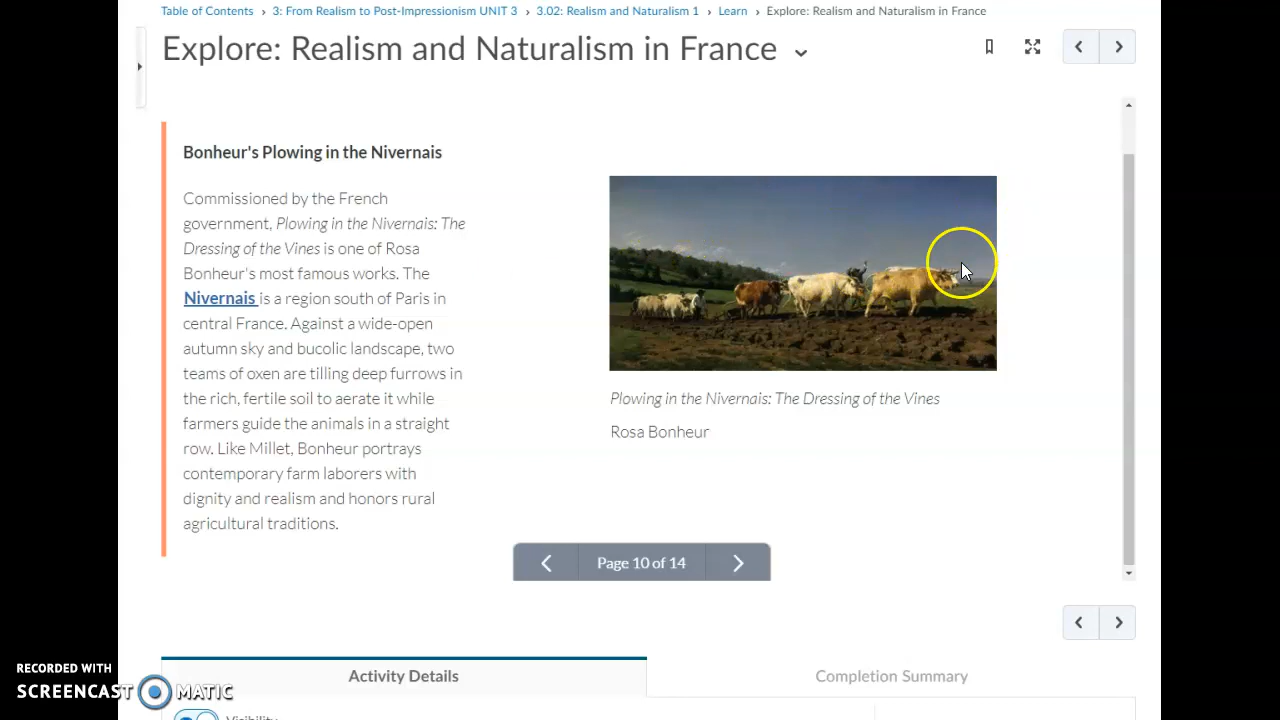 Table of Contents › 3: From Realism to Post-Impressionism UNIT 3 › 3.02: Realism and Naturalism 1 › Learn › Explore: Realism and Naturalism in France
Explore: Realism and Naturalism in France
Bonheur's Plowing in the Nivernais
Commissioned by the French
government, Plowing in the Nivernais: The
Dressing of the Vines is one of Rosa
Bonheur's most famous works. The
Nivernais is a region south of Paris in
central France. Against a wide-open
autumn sky and bucolic landscape, two
teams of oxen are tilling deep furrows in
the rich, fertile soil to aerate it while
farmers guide the animals in a straight
row. Like Millet, Bonheur portrays
contemporary farm laborers with
dignity and realism and honors rural
agricultural traditions.
Plowing in the Nivernais: The Dressing of the Vines
Rosa Bonheur
Page 10 of 14
Activity Details
Completion Summary
Visibility
RECORDED WITH
SCREENCAST MATIC